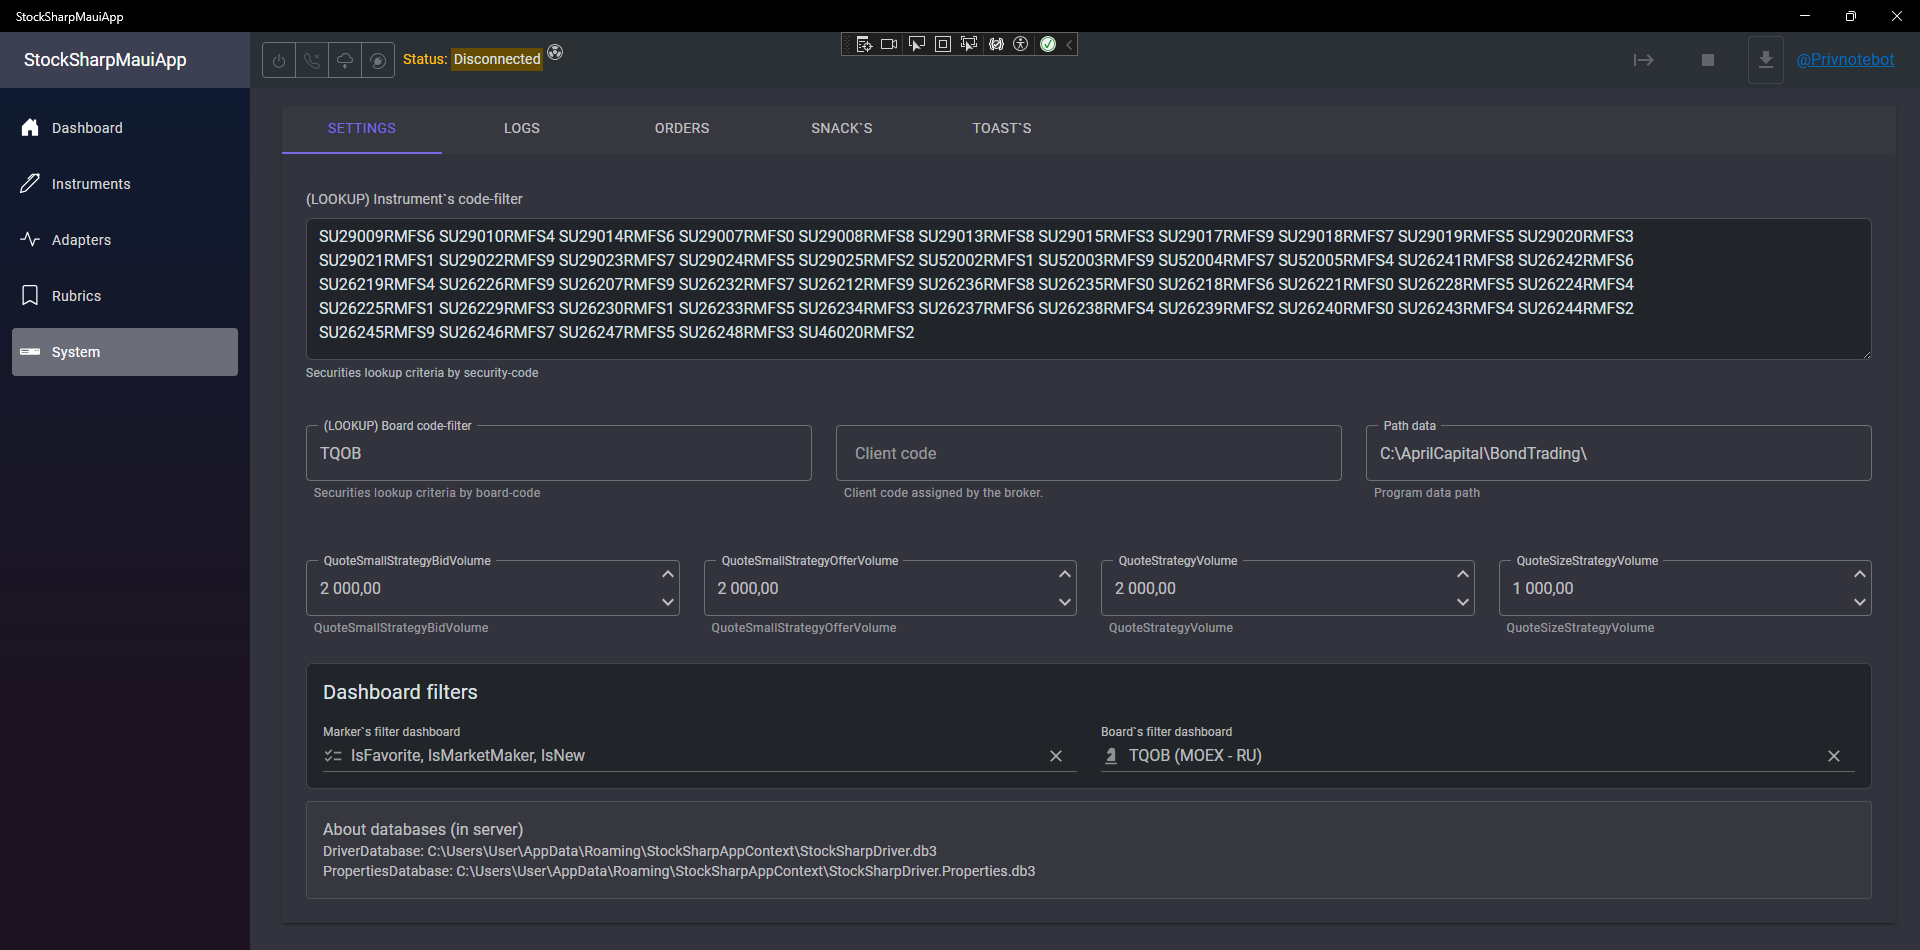 StockSharpMauiApp
StockSharpMauiApp
Status: Disconnected
@Privnotebot
Dashboard
Instruments
Adapters
Rubrics
System
SETTINGS LOGS ORDERS SNACK`S TOAST`S
(LOOKUP) Instrument`s code-filter
SU29009RMFS6 SU29010RMFS4 SU29014RMFS6 SU29007RMFS0 SU29008RMFS8 SU29013RMFS8 SU29015RMFS3 SU29017RMFS9 SU29018RMFS7 SU29019RMFS5 SU29020RMFS3
SU29021RMFS1 SU29022RMFS9 SU29023RMFS7 SU29024RMFS5 SU29025RMFS2 SU52002RMFS1 SU52003RMFS9 SU52004RMFS7 SU52005RMFS4 SU26241RMFS8 SU26242RMFS6
SU26219RMFS4 SU26226RMFS9 SU26207RMFS9 SU26232RMFS7 SU26212RMFS9 SU26236RMFS8 SU26235RMFS0 SU26218RMFS6 SU26221RMFS0 SU26228RMFS5 SU26224RMFS4
SU26225RMFS1 SU26229RMFS3 SU26230RMFS1 SU26233RMFS5 SU26234RMFS3 SU26237RMFS6 SU26238RMFS4 SU26239RMFS2 SU26240RMFS0 SU26243RMFS4 SU26244RMFS2
SU26245RMFS9 SU26246RMFS7 SU26247RMFS5 SU26248RMFS3 SU46020RMFS2
Securities lookup criteria by security-code
(LOOKUP) Board code-filter
TQOB
Securities lookup criteria by board-code
Client code
Client code assigned by the broker.
Path data
C:\AprilCapital\BondTrading\
Program data path
QuoteSmallStrategyBidVolume
2 000,00
QuoteSmallStrategyBidVolume
QuoteSmallStrategyOfferVolume
2 000,00
QuoteSmallStrategyOfferVolume
QuoteStrategyVolume
2 000,00
QuoteStrategyVolume
QuoteSizeStrategyVolume
1 000,00
QuoteSizeStrategyVolume
Dashboard filters
Marker`s filter dashboard
IsFavorite, IsMarketMaker, IsNew
Board`s filter dashboard
TQOB (MOEX - RU)
About databases (in server)
DriverDatabase: C:\Users\User\AppData\Roaming\StockSharpAppContext\StockSharpDriver.db3
PropertiesDatabase: C:\Users\User\AppData\Roaming\StockSharpAppContext\StockSharpDriver.Properties.db3